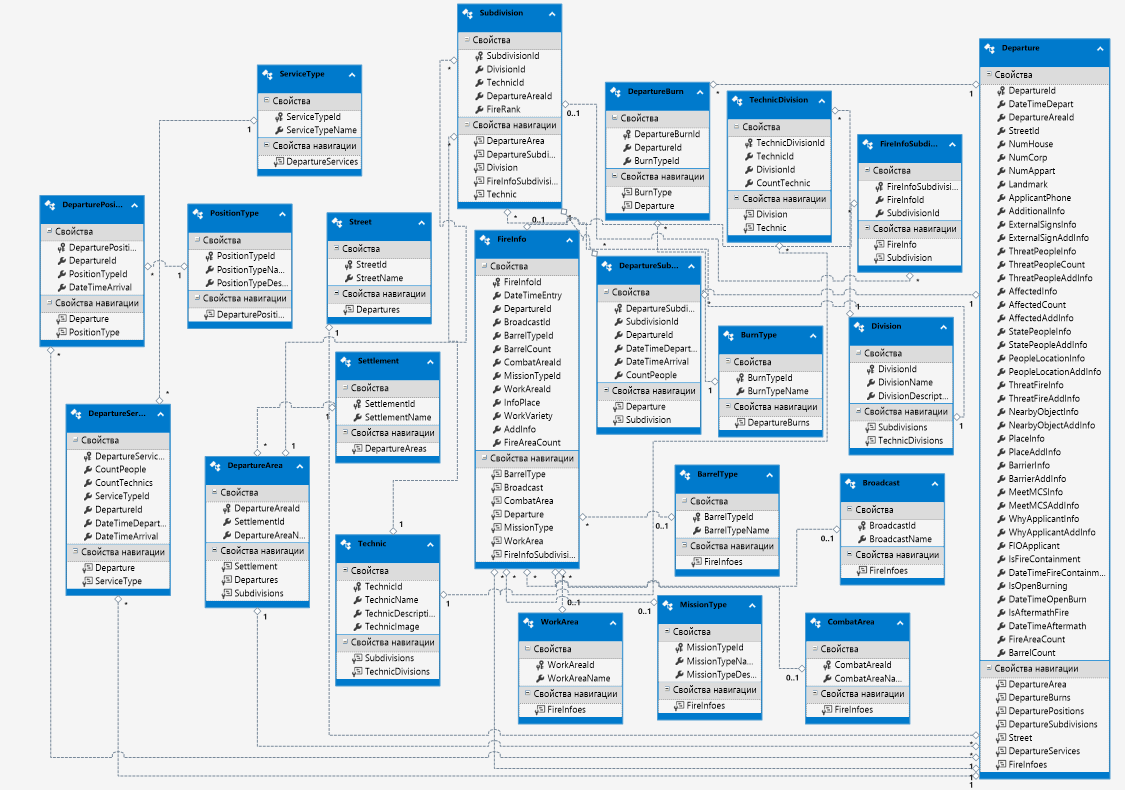 Subdivision
Свойства
SubdivisionId
DivisionId
TechnicId
DepartureAreaId
FireRank
Свойства навигации
DepartureArea
DepartureSubdi...
Division
FireInfoSubdivisi...
Technic
ServiceType
Свойства
ServiceTypeId
ServiceTypeName
Свойства навигации
DepartureServices
DepartureBurn
Свойства
DepartureBurnId
DepartureId
BurnTypeId
Свойства навигации
BurnType
Departure
TechnicDivision
Свойства
TechnicDivisionId
TechnicId
DivisionId
CountTechnic
Свойства навигации
Division
Technic
FireInfoSubdi...
Свойства
FireInfoSubdivisi...
FireInfoId
SubdivisionId
Свойства навигации
FireInfo
Subdivision
Departure
Свойства
DepartureId
DateTimeDepart
DepartureAreaId
StreetId
NumHouse
NumCorp
NumAppart
Landmark
ApplicantPhone
AdditionalInfo
ExternalSignsInfo
ExternalSignAddInfo
ThreatPeopleInfo
ThreatPeopleCount
ThreatPeopleAddInfo
AffectedInfo
AffectedCount
AffectedAddInfo
StatePeopleInfo
StatePeopleAddInfo
PeopleLocationInfo
PeopleLocationAddInfo
ThreatFireInfo
ThreatFireAddInfo
NearbyObjectInfo
NearbyObjectAddInfo
PlaceInfo
PlaceAddInfo
BarrierInfo
BarrierAddInfo
MeetMCSInfo
MeetMCSAddInfo
WhyApplicantInfo
WhyApplicantAddInfo
FIOApplicant
IsFireContainment
DateTimeFireContainm...
IsOpenBurning
DateTimeOpenBurn
IsAftermathFire
DateTimeAftermath
FireAreaCount
BarrelCount
Свойства навигации
DepartureArea
DepartureBurns
DeparturePositions
DepartureSubdivisions
Street
DepartureServices
FireInfoes
DeparturePosi...
Свойства
DeparturePositi...
DepartureId
PositionTypeId
DateTimeArrival
Свойства навигации
Departure
PositionType
PositionType
Свойства
PositionTypeId
PositionTypeNa...
PositionTypeDes...
Свойства навигации
DeparturePositi...
Street
Свойства
StreetId
StreetName
Свойства навигации
Departures
FireInfo
Свойства
FireInfoId
DateTimeEntry
DepartureId
BroadcastId
BarrelTypeId
BarrelCount
CombatAreaId
MissionTypeId
WorkAreaId
InfoPlace
WorkVariety
AddInfo
FireAreaCount
Свойства навигации
BarrelType
Broadcast
CombatArea
Departure
MissionType
WorkArea
FireInfoSubdivisi...
DepartureSub...
Свойства
DepartureSubdi...
SubdivisionId
DepartureId
DateTimeDepart...
DateTimeArrival
CountPeople
Свойства навигации
Departure
Subdivision
BurnType
Свойства
BurnTypeId
BurnTypeName
Свойства навигации
DepartureBurns
Division
Свойства
DivisionId
DivisionName
DivisionDescript...
Свойства навигации
Subdivisions
TechnicDivisions
Settlement
Свойства
SettlementId
SettlementName
Свойства навигации
DepartureAreas
DepartureSer...
Свойства
DepartureServic...
CountPeople
CountTechnics
ServiceTypeId
DepartureId
DateTimeDepart...
DateTimeArrival
Свойства навигации
Departure
ServiceType
DepartureArea
Свойства
DepartureAreaId
SettlementId
DepartureAreaN...
Свойства навигации
Settlement
Departures
Subdivisions
Technic
Свойства
TechnicId
TechnicName
TechnicDescripti...
TechnicImage
Свойства навигации
Subdivisions
TechnicDivisions
BarrelType
Свойства
BarrelTypeId
BarrelTypeName
Свойства навигации
FireInfoes
Broadcast
Свойства
BroadcastId
BroadcastName
Свойства навигации
FireInfoes
WorkArea
Свойства
WorkAreaId
WorkAreaName
Свойства навигации
FireInfoes
MissionType
Свойства
MissionTypeId
MissionTypeNa...
MissionTypeDes...
Свойства навигации
FireInfoes
CombatArea
Свойства
CombatAreaId
CombatAreaNa...
Свойства навигации
FireInfoes